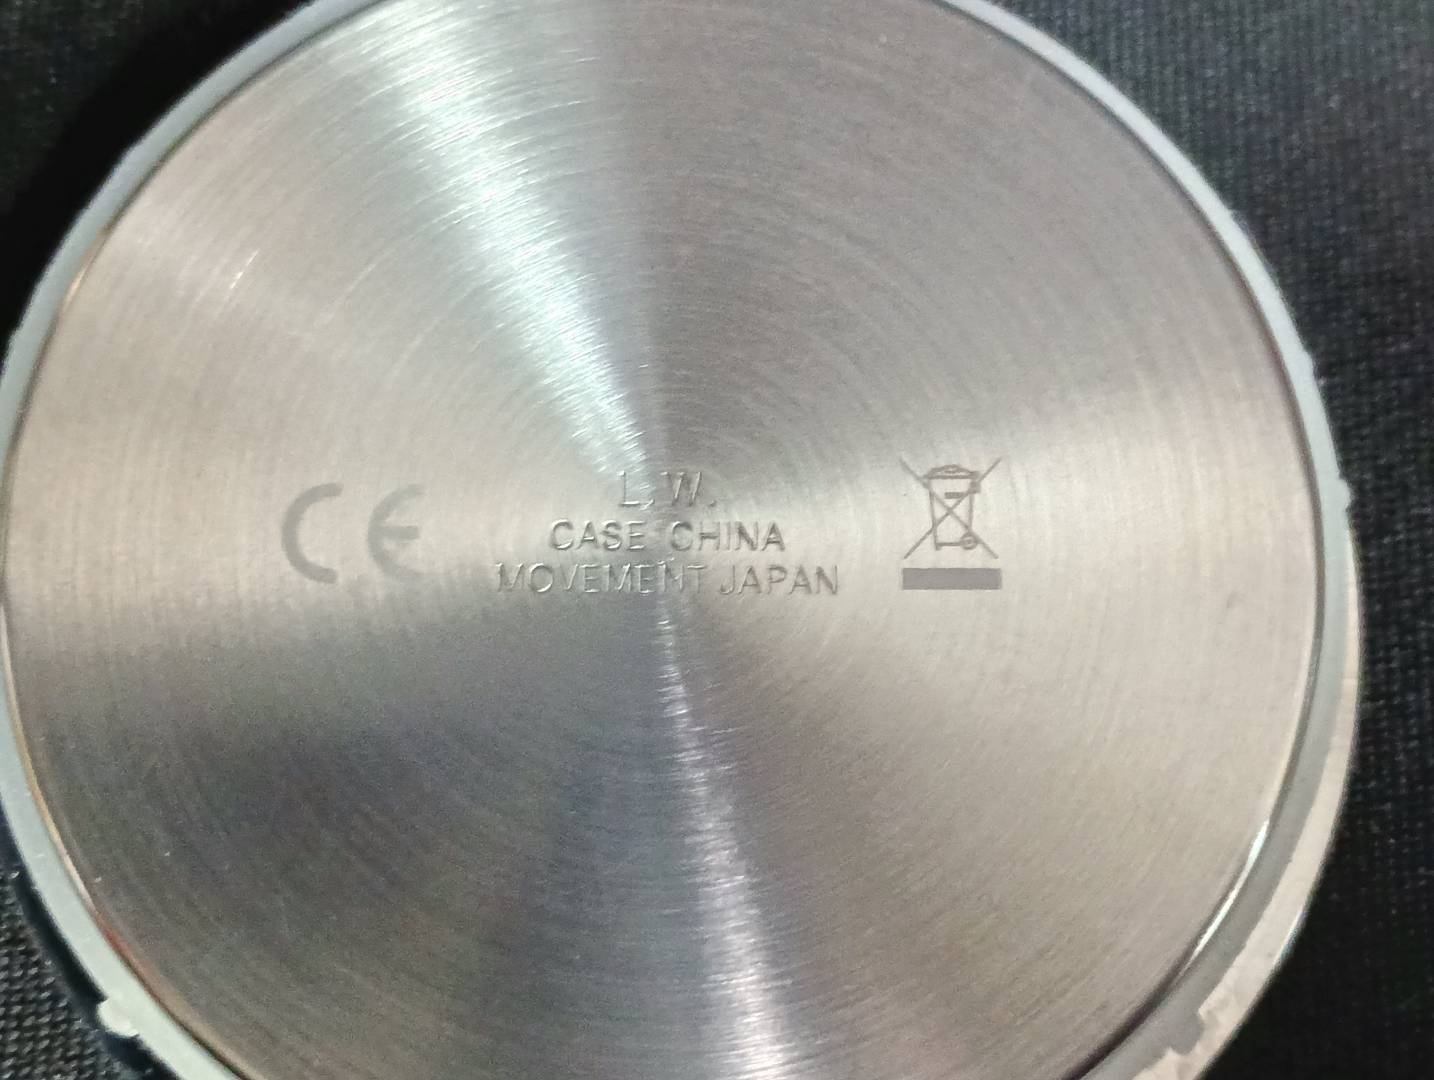 L.W.
CASE CHINA
MOVEMENT JAPAN
CE